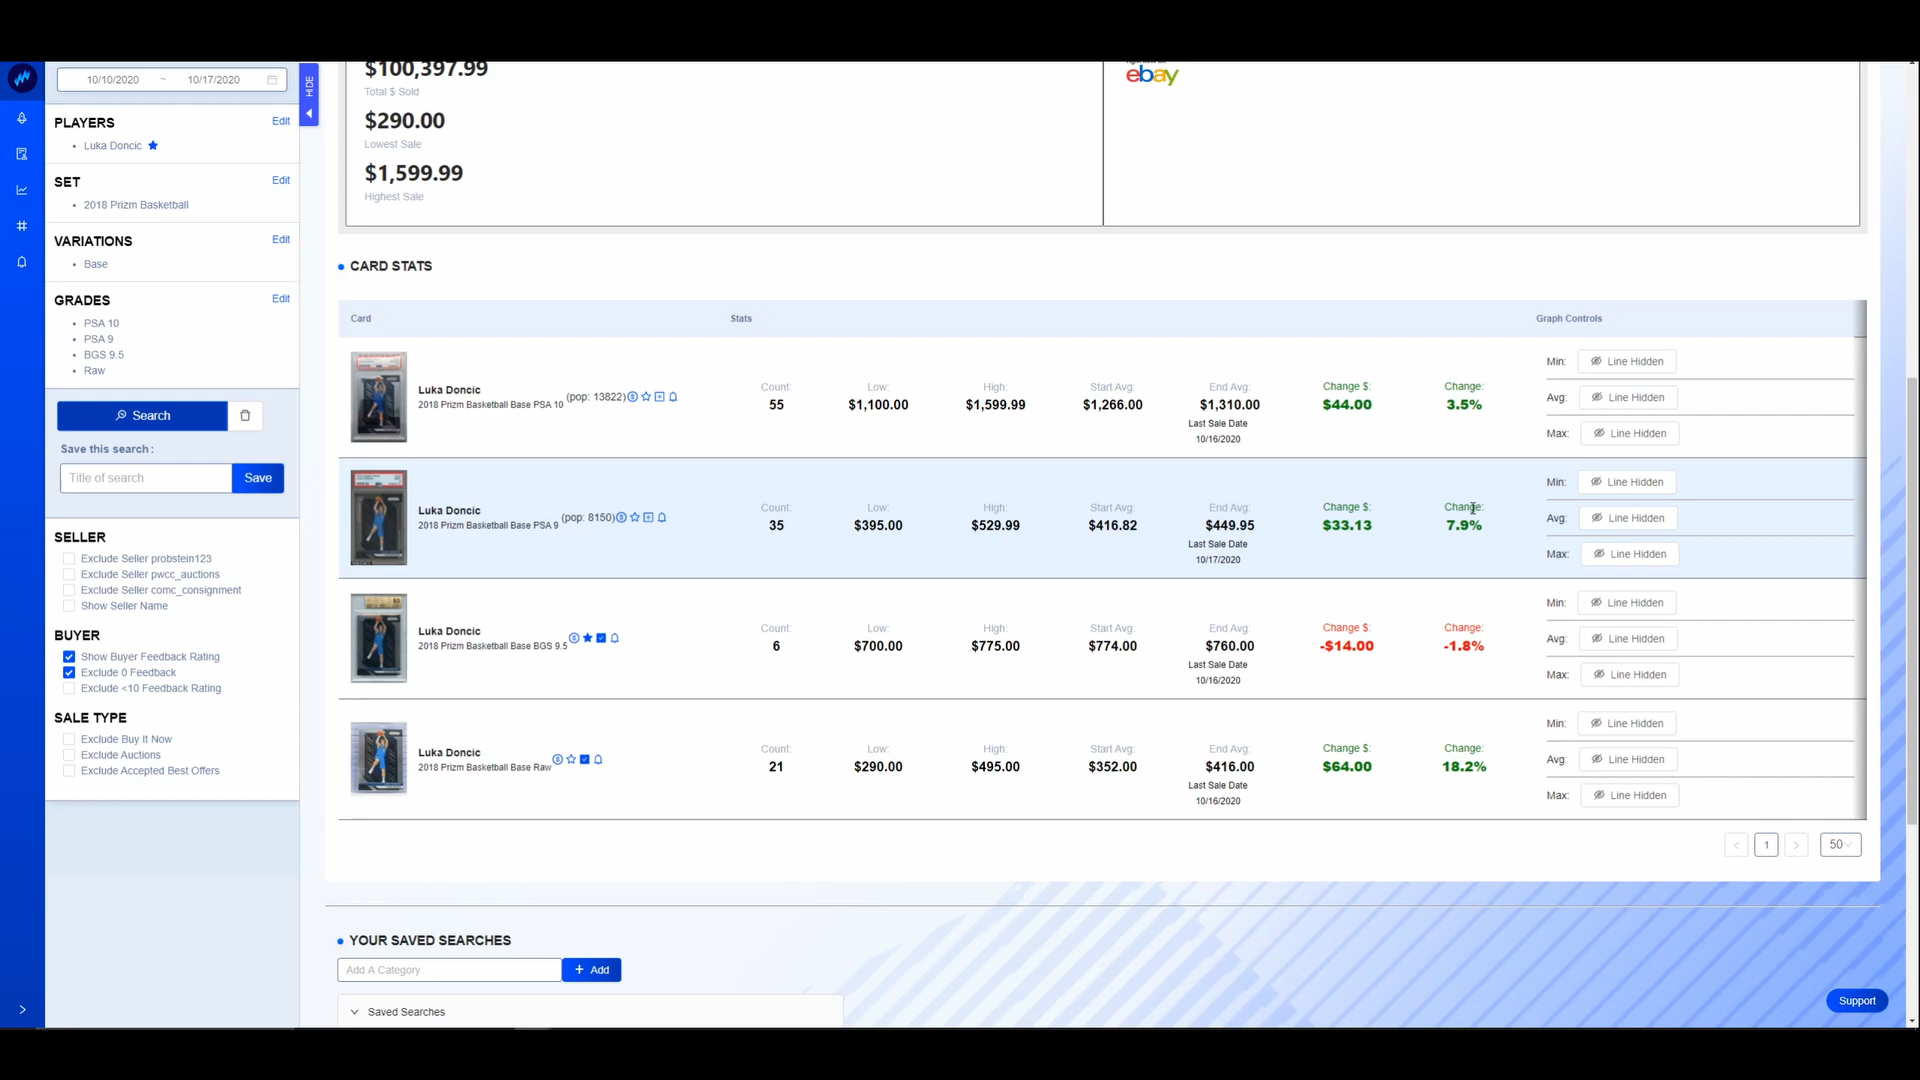 10/10/2020 ~ 10/17/2020
HIDE
PLAYERS Edit
Luka Doncic
SET Edit
2018 Prizm Basketball
VARIATIONS Edit
Base
GRADES Edit
PSA 10
PSA 9
BGS 9.5
Raw
Search
Save this search:
Title of search Save
SELLER
Exclude Seller probstein123
Exclude Seller pwcc_auctions
Exclude Seller comc_consignment
Show Seller Name
BUYER
Show Buyer Feedback Rating
Exclude 0 Feedback
Exclude <10 Feedback Rating
SALE TYPE
Exclude Buy It Now
Exclude Auctions
Exclude Accepted Best Offers
$100,397.99
Total $ Sold
$290.00
Lowest Sale
$1,599.99
Highest Sale
ebay
CARD STATS
Card Stats Graph Controls
Luka Doncic
2018 Prizm Basketball Base PSA 10 (pop: 13822)
Count: Low: High: Start Avg: End Avg: Change $: Change:
55 $1,100.00 $1,599.99 $1,266.00 $1,310.00 $44.00 3.5%
Last Sale Date
10/16/2020
Min: Line Hidden
Avg: Line Hidden
Max: Line Hidden
Luka Doncic
2018 Prizm Basketball Base PSA 9 (pop: 8150)
Count: Low: High: Start Avg: End Avg: Change $: Change:
35 $395.00 $529.99 $416.82 $449.95 $33.13 7.9%
Last Sale Date
10/17/2020
Min: Line Hidden
Avg: Line Hidden
Max: Line Hidden
Luka Doncic
2018 Prizm Basketball Base BGS 9.5
Count: Low: High: Start Avg: End Avg: Change $: Change:
6 $700.00 $775.00 $774.00 $760.00 -$14.00 -1.8%
Last Sale Date
10/16/2020
Min: Line Hidden
Avg: Line Hidden
Max: Line Hidden
Luka Doncic
2018 Prizm Basketball Base Raw
Count: Low: High: Start Avg: End Avg: Change $: Change:
21 $290.00 $495.00 $352.00 $416.00 $64.00 18.2%
Last Sale Date
10/16/2020
Min: Line Hidden
Avg: Line Hidden
Max: Line Hidden
< 1 > 50
YOUR SAVED SEARCHES
Add A Category + Add
Saved Searches
Support